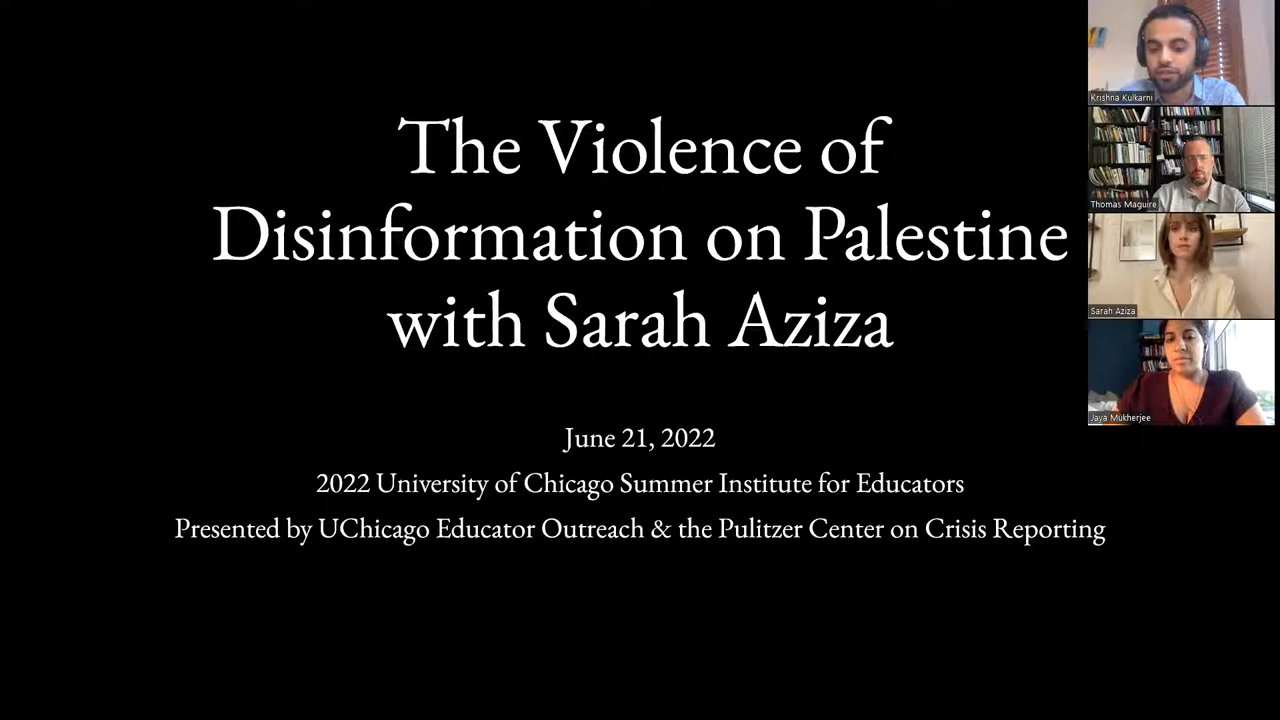 The Violence of
Disinformation on Palestine
with Sarah Aziza
June 21, 2022
2022 University of Chicago Summer Institute for Educators
Presented by UChicago Educator Outreach & the Pulitzer Center on Crisis Reporting
Krishna Kulkarni
Thomas Maguire
Sarah Aziza
Jaya Mukherjee